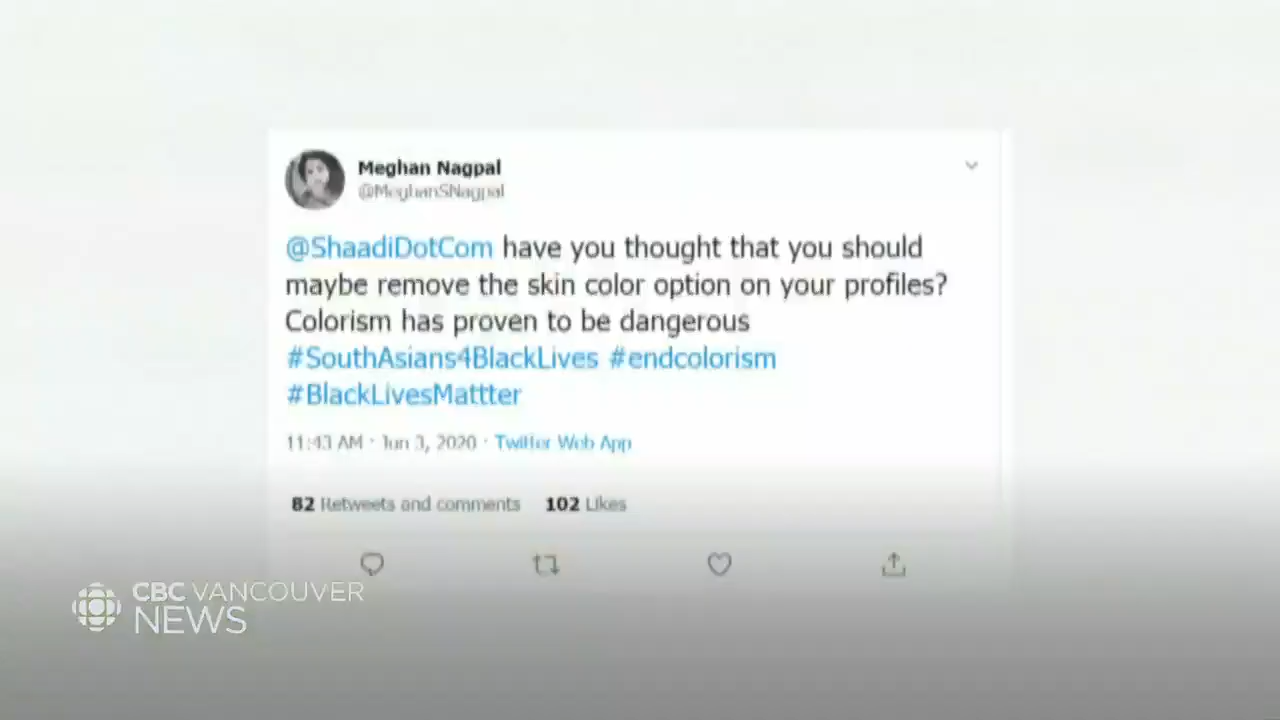 Meghan Nagpal
@MeghanSNagpal
@ShaadiDotCom have you thought that you should
maybe remove the skin color option on your profiles?
Colorism has proven to be dangerous
#SouthAsians4BlackLives #endcolorism
#BlackLivesMattter
11:43 AM · Jun 3, 2020 · Twitter Web App
82 Retweets and comments 102 Likes
CBC VANCOUVER
NEWS